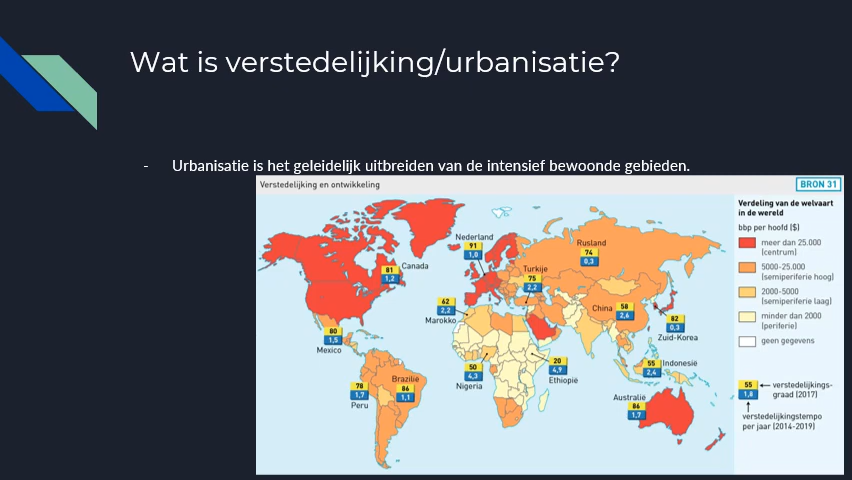 Wat is verstedelijking/urbanisatie?
- Urbanisatie is het geleidelijk uitbreiden van de intensief bewoonde gebieden.
Verstedelijking en ontwikkeling
BRON 31
Nederland
91
1,0
Rusland
74
0,3
81
1,2
Canada
Turkije
75
2,2
62
2,2
Marokko
China
58
2,6
82
0,3
Zuid-Korea
80
1,5
Mexico
50
4,3
Nigeria
20
4,9
Ethiopië
55
2,4
Indonesië
78
1,7
Peru
Brazilië
86
1,1
Australië
86
1,7
Verdeling van de welvaart
in de wereld
bbp per hoofd ($)
meer dan 25.000
(centrum)
5000-25.000
(semiperiferie hoog)
2000-5000
(semiperiferie laag)
minder dan 2000
(periferie)
geen gegevens
55
1,8
verstedelijkings-
graad (2017)
verstedelijkingstempo
per jaar (2014-2019)